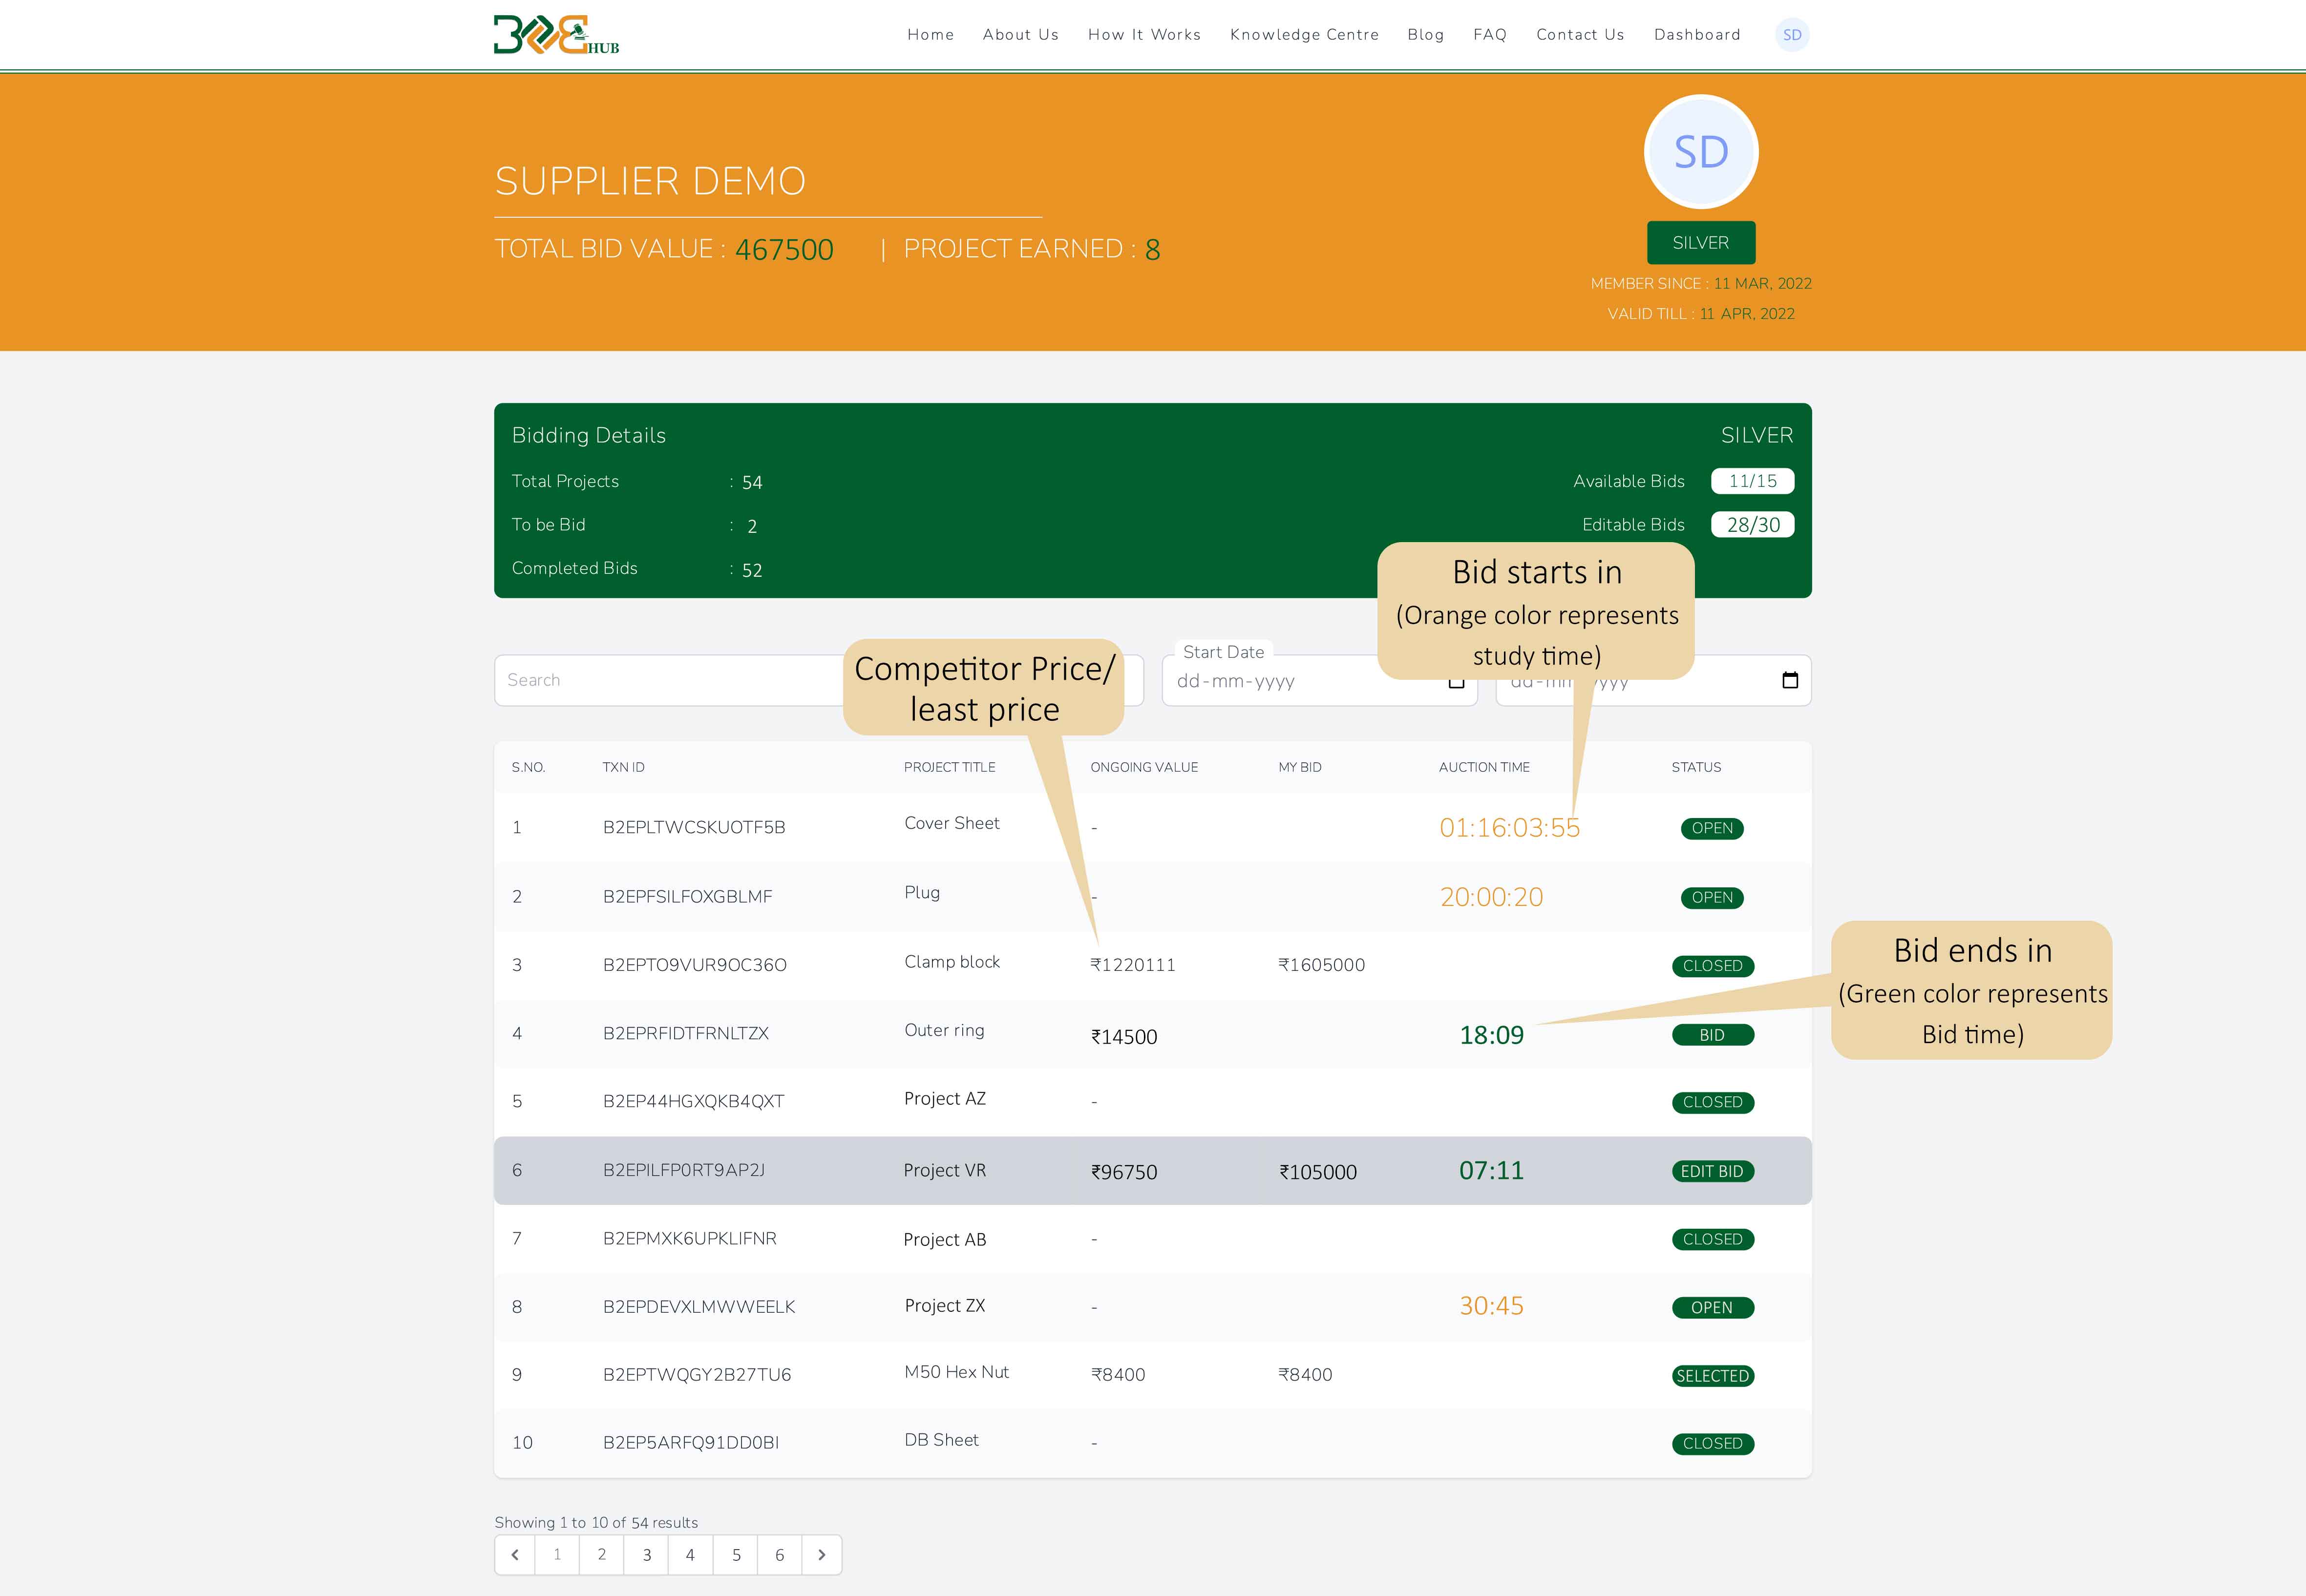 HUB
Home About Us How It Works Knowledge Centre Blog FAQ Contact Us Dashboard SD
SD
SUPPLIER DEMO
TOTAL BID VALUE : 467500 | PROJECT EARNED : 8
SILVER
MEMBER SINCE : 11 MAR, 2022
VALID TILL : 11 APR, 2022
Bidding Details SILVER
Total Projects : 54 Available Bids 11/15
To be Bid : 2 Editable Bids 28/30
Completed Bids : 52
Bid starts in
(Orange color represents
study time)
Competitor Price/
least price
Search
Start Date
dd-mm-yyyy
dd-mm-yyyy
S.NO. TXN ID PROJECT TITLE ONGOING VALUE MY BID AUCTION TIME STATUS
1 B2EPLTWCSKUOTF5B Cover Sheet - 01:16:03:55 OPEN
2 B2EPFSILFOXGBLMF Plug - 20:00:20 OPEN
3 B2EPTO9VUR9OC36O Clamp block ₹1220111 ₹1605000 CLOSED
Bid ends in
(Green color represents
Bid time)
4 B2EPRFIDTFRNLTZX Outer ring ₹14500 18:09 BID
5 B2EP44HGXQKB4QXT Project AZ - CLOSED
6 B2EPILFP0RT9AP2J Project VR ₹96750 ₹105000 07:11 EDIT BID
7 B2EPMXK6UPKLIFNR Project AB - CLOSED
8 B2EPDEVXLMWWEELK Project ZX - 30:45 OPEN
9 B2EPTWQGY2B27TU6 M50 Hex Nut ₹8400 ₹8400 SELECTED
10 B2EP5ARFQ91DD0BI DB Sheet - CLOSED
Showing 1 to 10 of 54 results
1 2 3 4 5 6